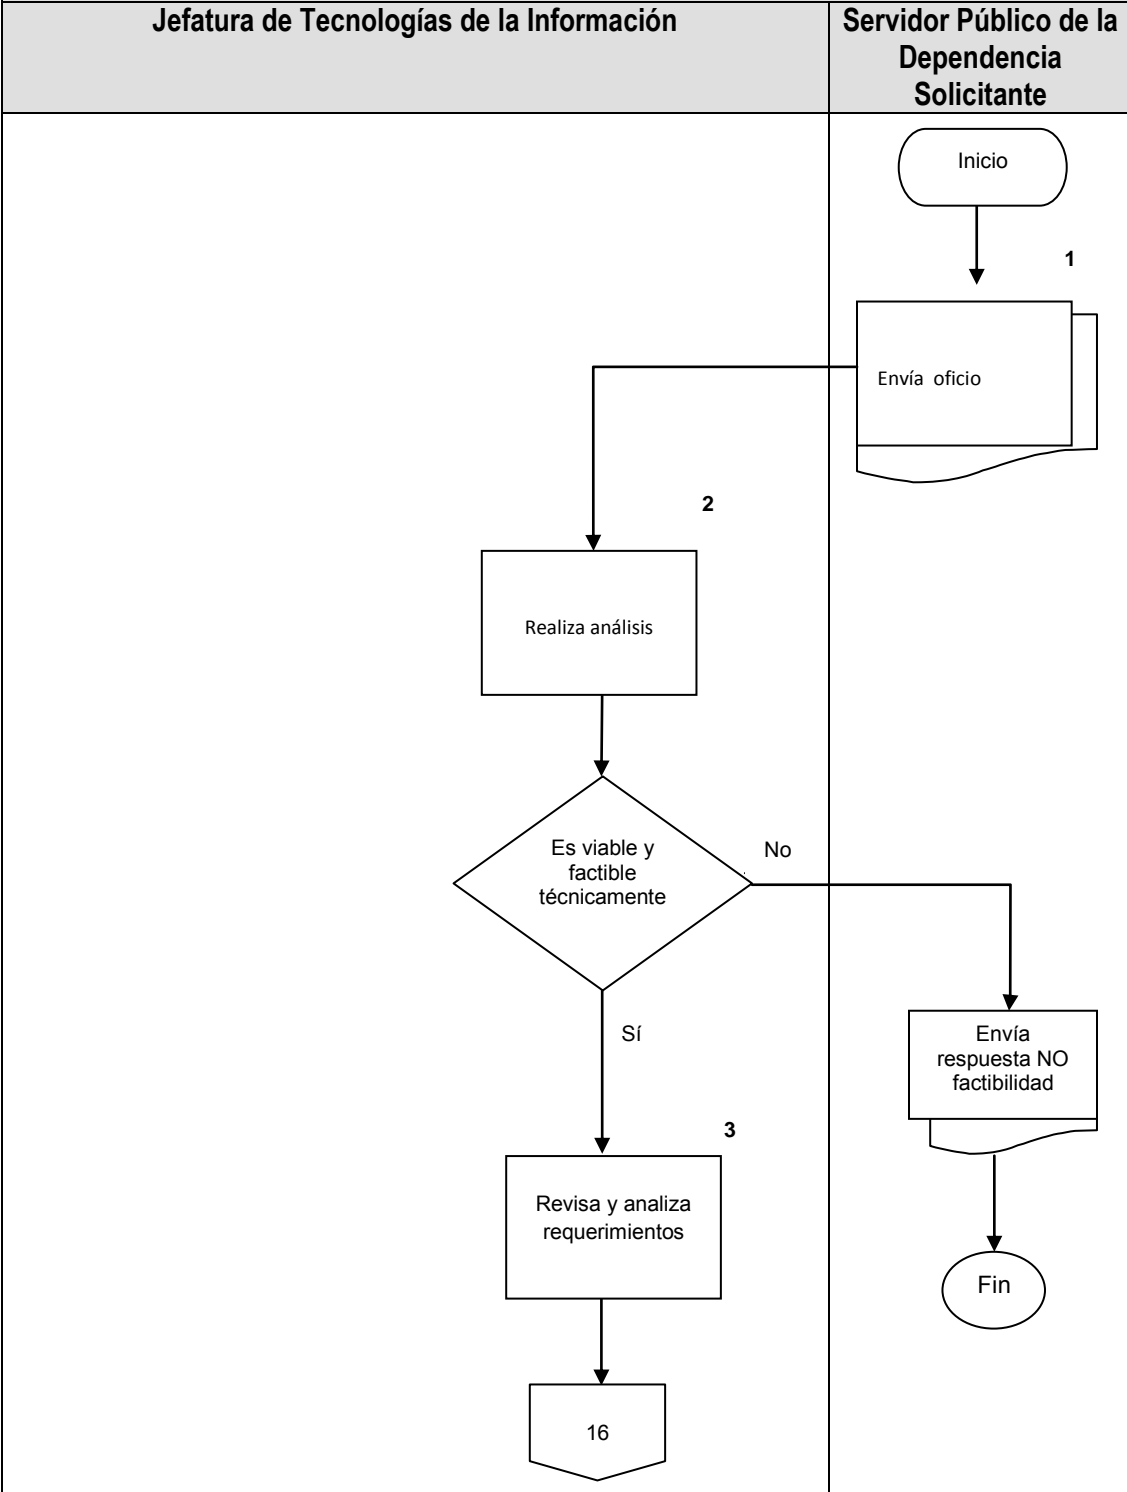 Jefatura de Tecnologías de la Información
Servidor Público de la
Dependencia
Solicitante
Inicio
1
Envía oficio
2
Realiza análisis
Es viable y
factible
técnicamente
No
Sí
Envía
respuesta NO
factibilidad
3
Revisa y analiza
requerimientos
Fin
16